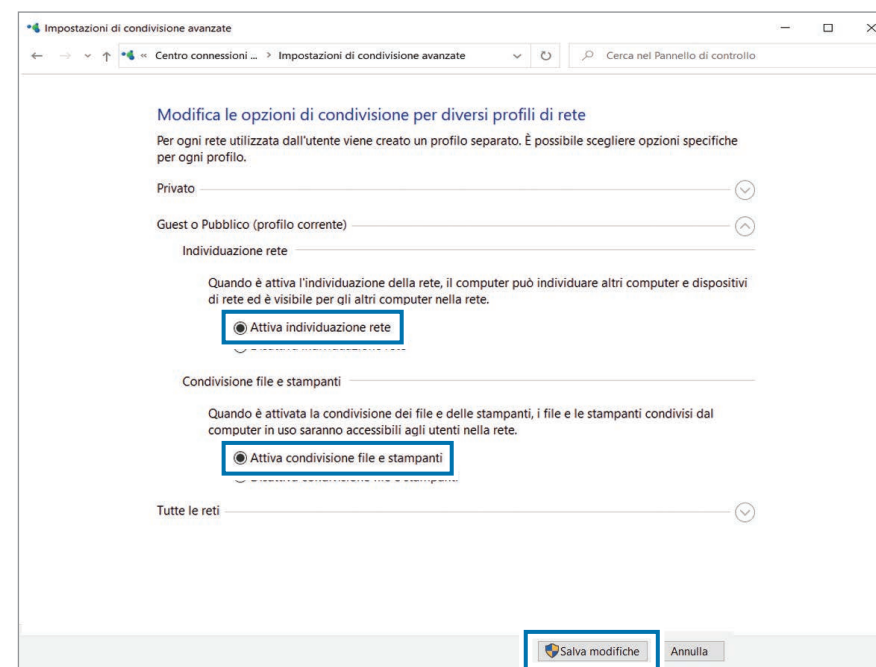 Impostazioni di condivisione avanzate
« Centro connessioni ... > Impostazioni di condivisione avanzate
Cerca nel Pannello di controllo
Modifica le opzioni di condivisione per diversi profili di rete
Per ogni rete utilizzata dall'utente viene creato un profilo separato. È possibile scegliere opzioni specifiche
per ogni profilo.
Privato
Guest o Pubblico (profilo corrente)
Individuazione rete
Quando è attiva l'individuazione della rete, il computer può individuare altri computer e dispositivi
di rete ed è visibile per gli altri computer nella rete.
Attiva individuazione rete
Condivisione file e stampanti
Quando è attivata la condivisione dei file e delle stampanti, i file e le stampanti condivisi dal
computer in uso saranno accessibili agli utenti nella rete.
Attiva condivisione file e stampanti
Tutte le reti
Salva modifiche
Annulla